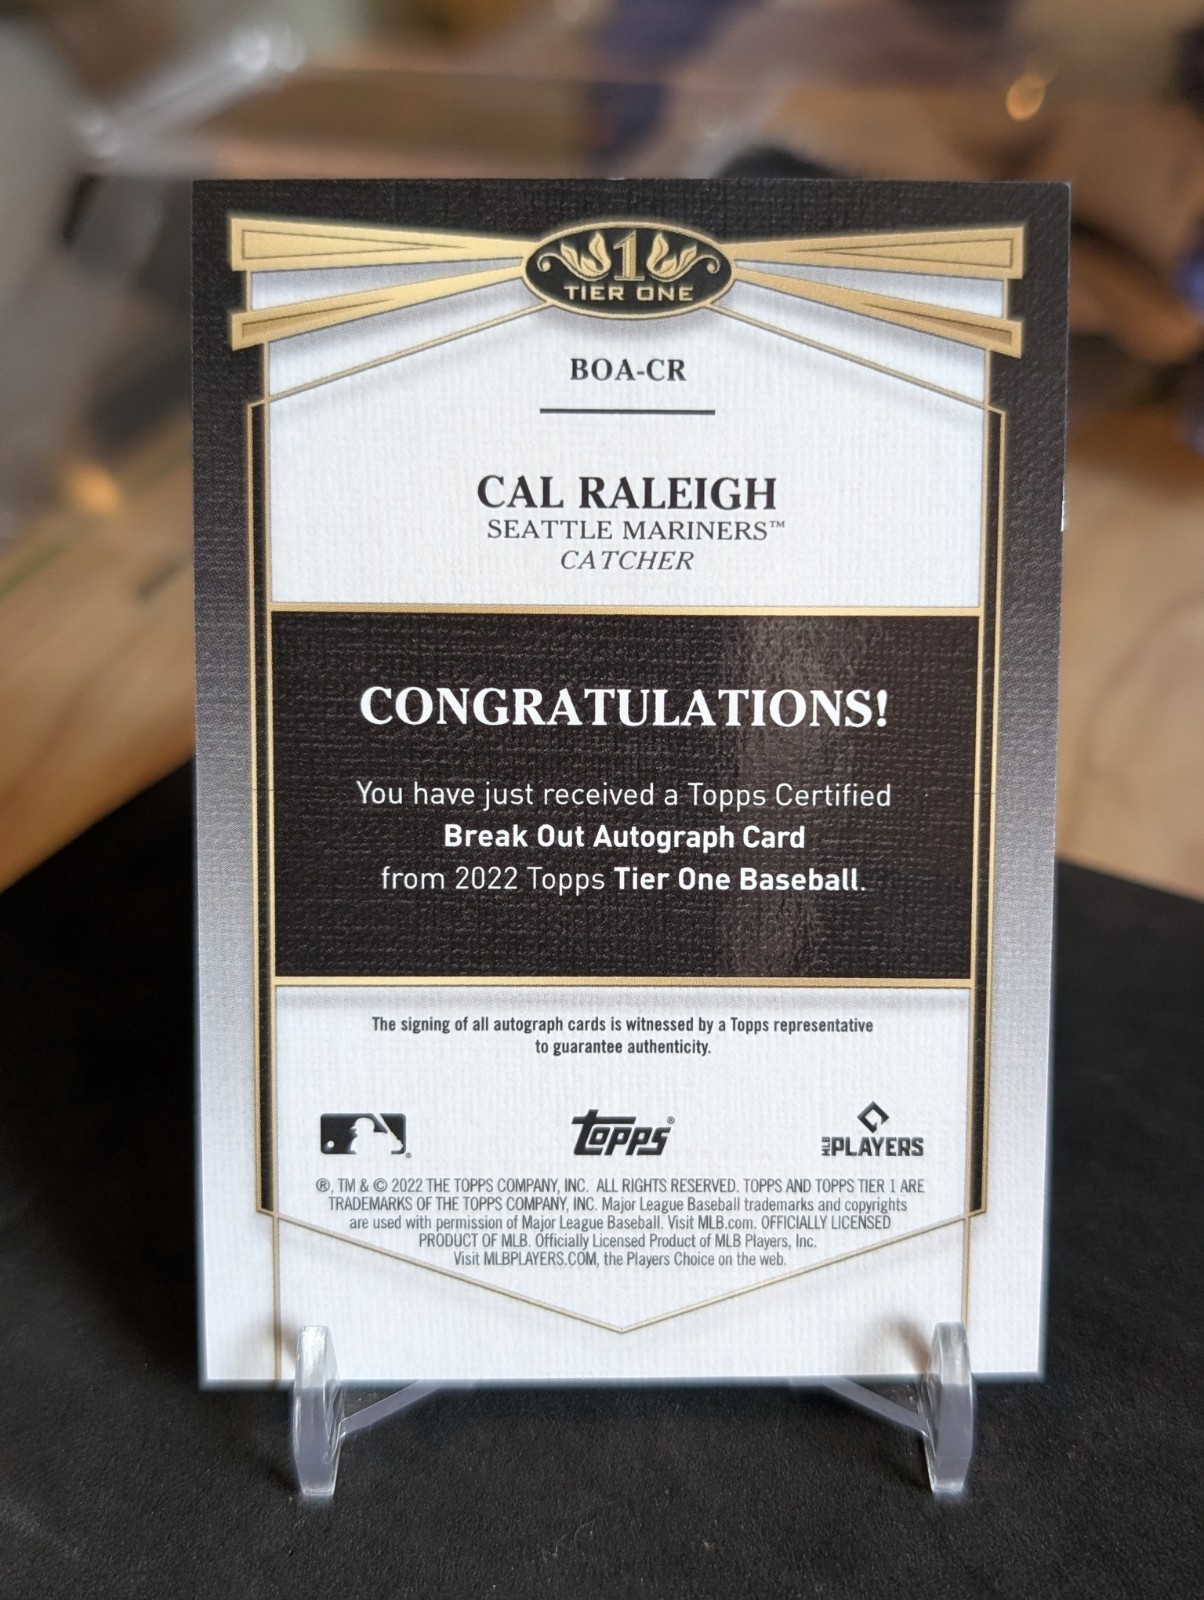 1
TIER ONE
BOA-CR
CAL RALEIGH
SEATTLE MARINERS™
CATCHER
CONGRATULATIONS!
You have just received a Topps Certified
Break Out Autograph Card
from 2022 Topps Tier One Baseball.
The signing of all autograph cards is witnessed by a Topps representative
to guarantee authenticity.
Topps®
MLB PLAYERS
®, TM & © 2022 THE TOPPS COMPANY, INC. ALL RIGHTS RESERVED. TOPPS AND TOPPS TIER 1 ARE
TRADEMARKS OF THE TOPPS COMPANY, INC. Major League Baseball trademarks and copyrights
are used with permission of Major League Baseball. Visit MLB.com. OFFICIALLY LICENSED
PRODUCT OF MLB. Officially Licensed Product of MLB Players, Inc.
Visit MLBPLAYERS.COM, the Players Choice on the web.